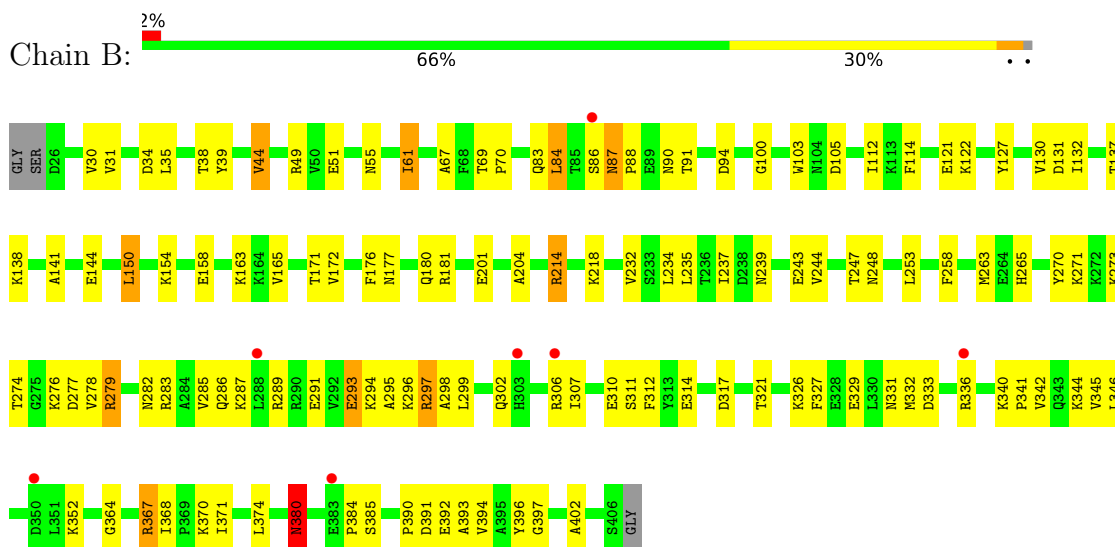 2%
Chain B:
66% 30% • •
GLY SER D26 V30 V31 D34 L35 T38 Y39 V44 R49 V50 E51 N55 I61 A67 F68 T69 P70 Q83 L84 T85 S86 N87 P88 E89 N90 T91 D94 G100 W103 N104 D105 I112 K113 F114 E121 K122 Y127 V130 D131 I132 T137
K138 A141 E144 L150 K154 E158 K163 K164 V165 T171 V172 F176 N177 Q180 R181 E201 A204 R214 K218 V232 S233 L234 L235 T236 I237 D238 N239 E243 V244 T247 N248 L253 F258 M263 E264 H265 Y270 K271 K272 K273
T274 G275 K276 D277 V278 R279 N282 R283 A284 V285 Q286 K287 L288 R289 R290 E291 V292 E293 K294 A295 K296 R297 A298 L299 Q302 H303 R306 I307 E310 S311 F312 Y313 E314 D317 T321 K326 F327 E328 E329 L330 N331 M332 D333 R336 K340 P341 V342 Q343 K344 V345 L346
D350 L351 K352 G364 R367 I368 P369 K370 I371 L374 N380 E383 P384 S385 P390 D391 E392 A393 V394 A395 Y396 G397 A402 S406 GLY